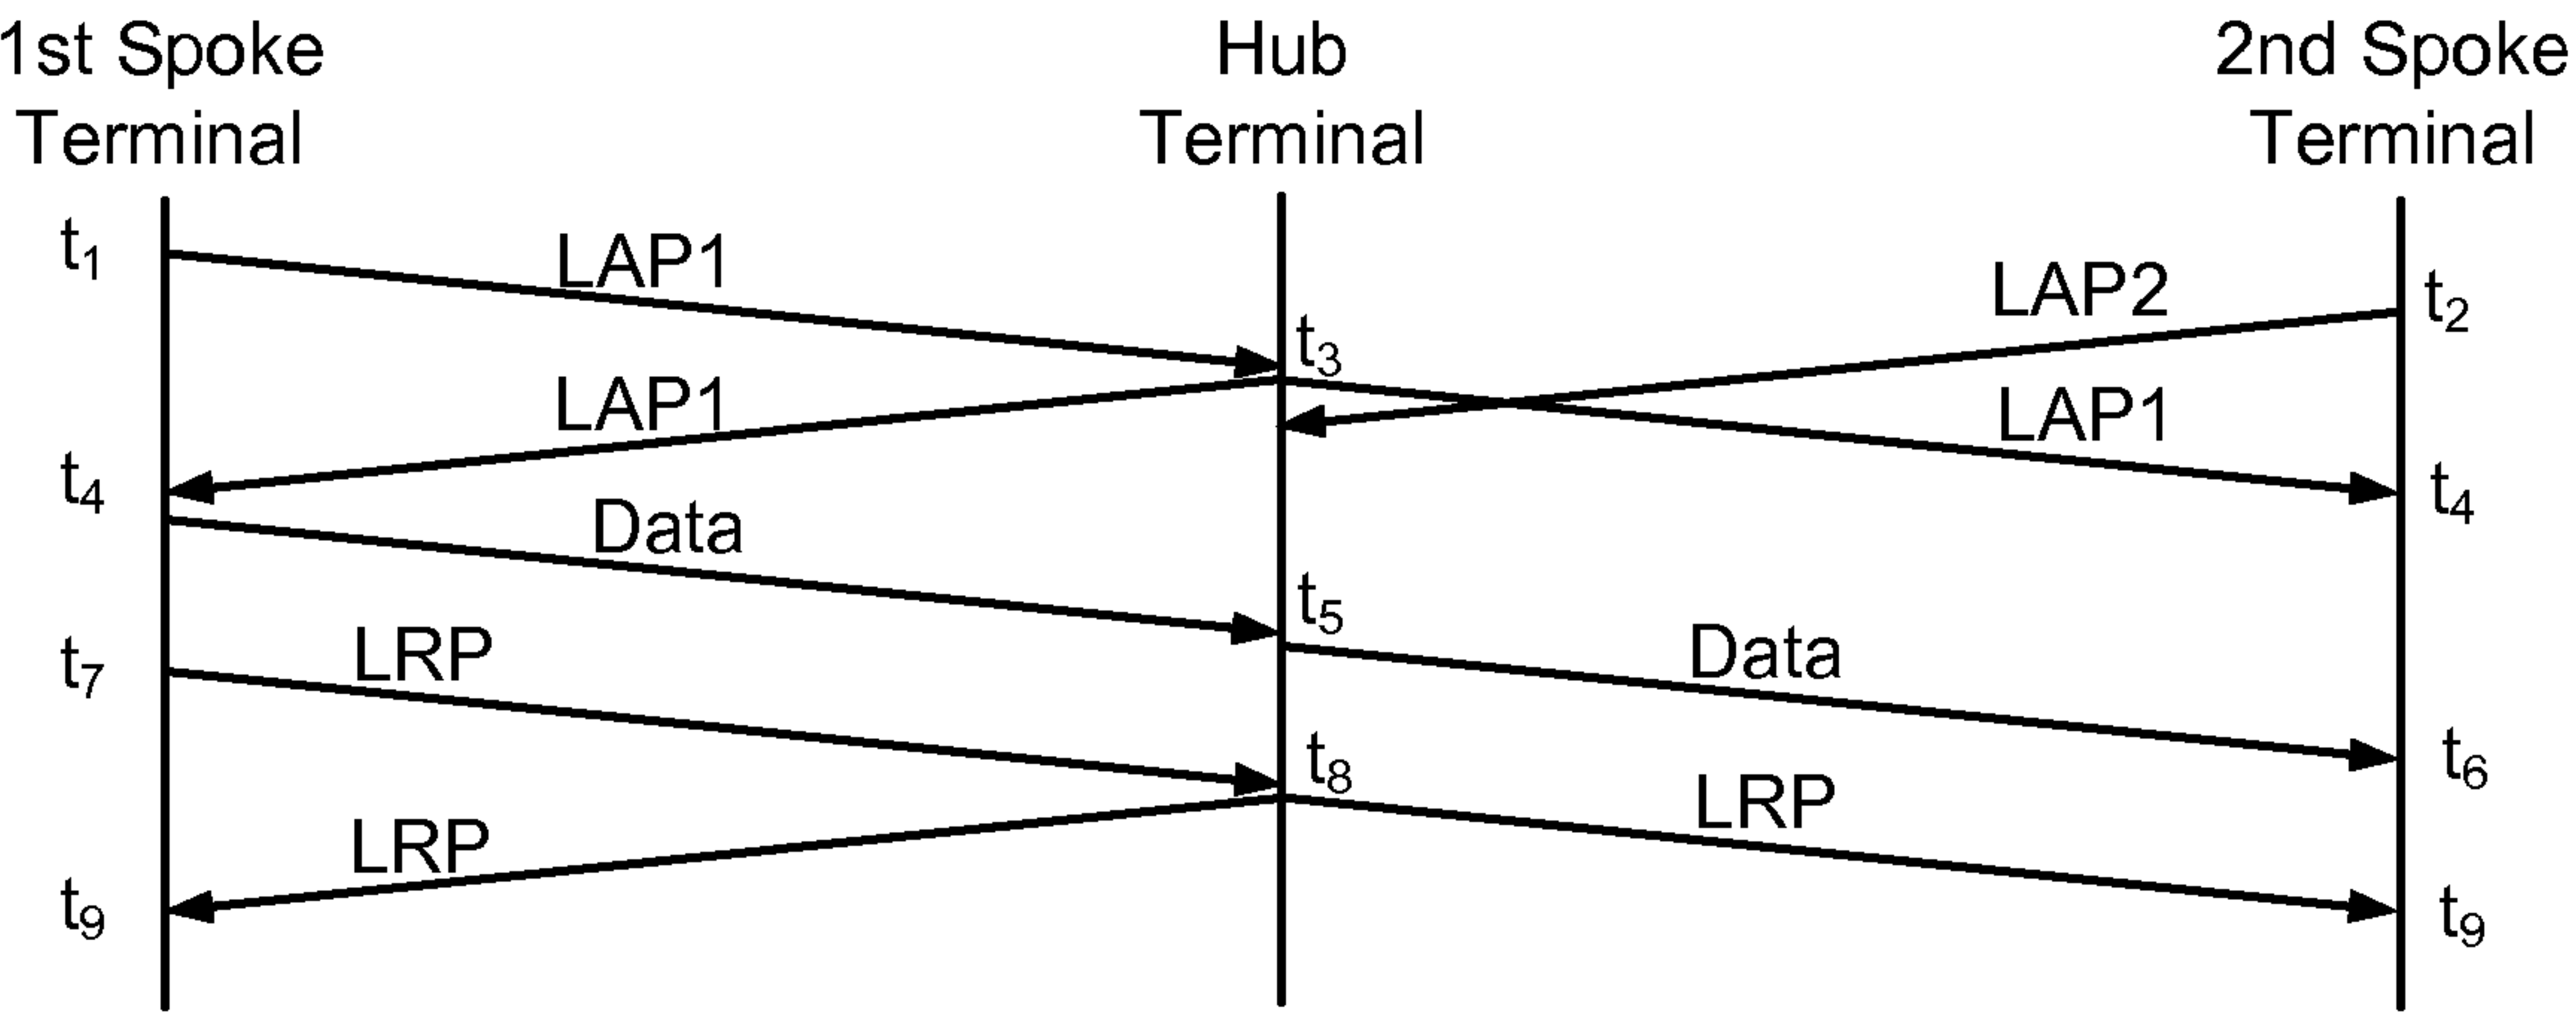 1st Spoke
Terminal
Hub
Terminal
2nd Spoke
Terminal
t1
LAP1
LAP2
t2
t3
LAP1
LAP1
t4
t4
Data
t5
LRP
Data
t7
t8
t6
LRP
LRP
t9
t9